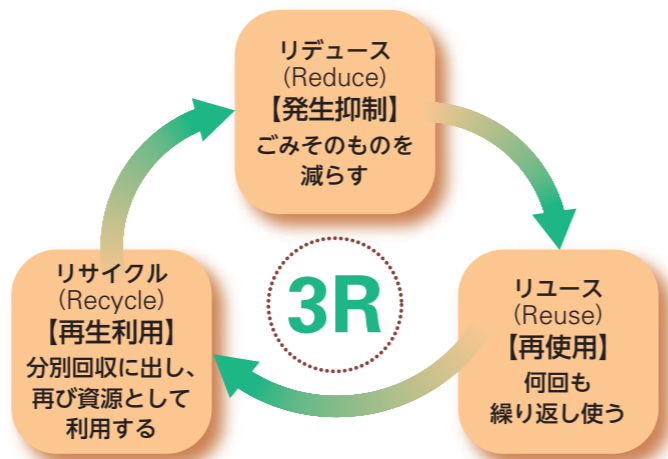 リデュース
(Reduce)
【発生抑制】
ごみそのものを
減らす
リユース
(Reuse)
【再使用】
何回も
繰り返し使う
リサイクル
(Recycle)
【再生利用】
分別回収に出し、
再び資源として
利用する
3R